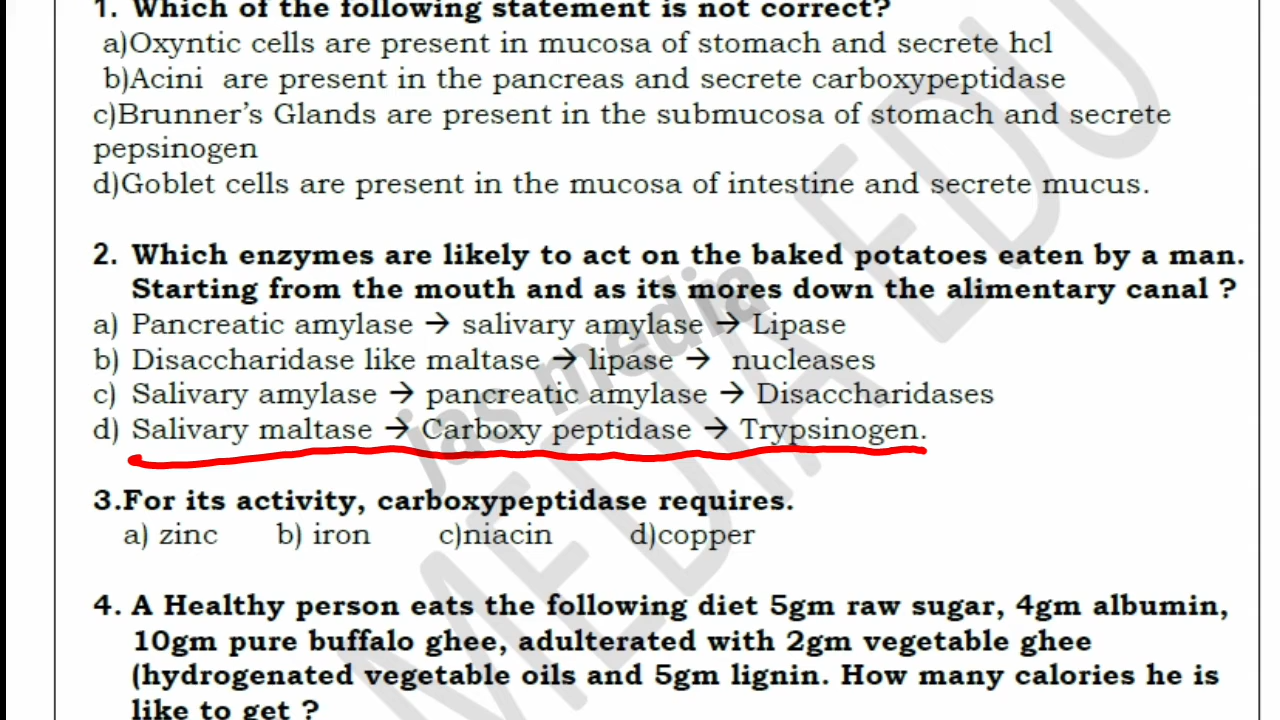 1. Which of the following statement is not correct?
a)Oxyntic cells are present in mucosa of stomach and secrete hcl
b)Acini are present in the pancreas and secrete carboxypeptidase
c)Brunner's Glands are present in the submucosa of stomach and secrete
pepsinogen
d)Goblet cells are present in the mucosa of intestine and secrete mucus.
2. Which enzymes are likely to act on the baked potatoes eaten by a man.
Starting from the mouth and as its mores down the alimentary canal ?
a) Pancreatic amylase → salivary amylase → Lipase
b) Disaccharidase like maltase → lipase → nucleases
c) Salivary amylase → pancreatic amylase → Disaccharidases
d) Salivary maltase → Carboxy peptidase → Trypsinogen.
3.For its activity, carboxypeptidase requires.
a) zinc b) iron c)niacin d)copper
4. A Healthy person eats the following diet 5gm raw sugar, 4gm albumin,
10gm pure buffalo ghee, adulterated with 2gm vegetable ghee
(hydrogenated vegetable oils and 5gm lignin. How many calories he is
like to get ?
jas media
MEDIA EDU